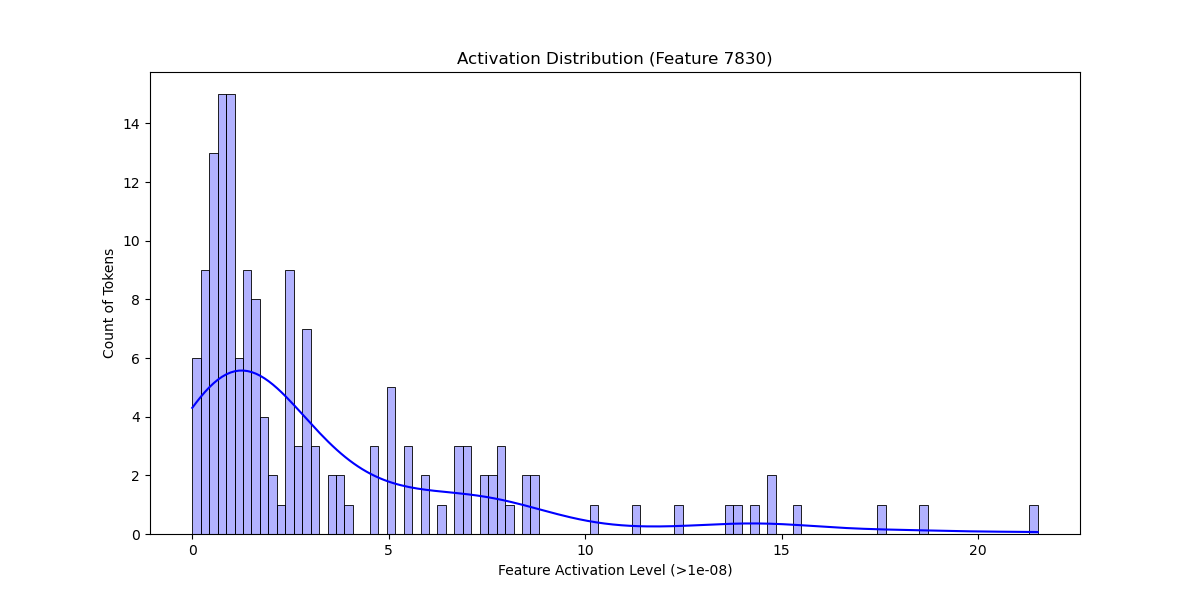 Activation Distribution (Feature 7830)
14
12
10
8
6
4
2
0
Count of Tokens
0 5 10 15 20
Feature Activation Level (>1e-08)